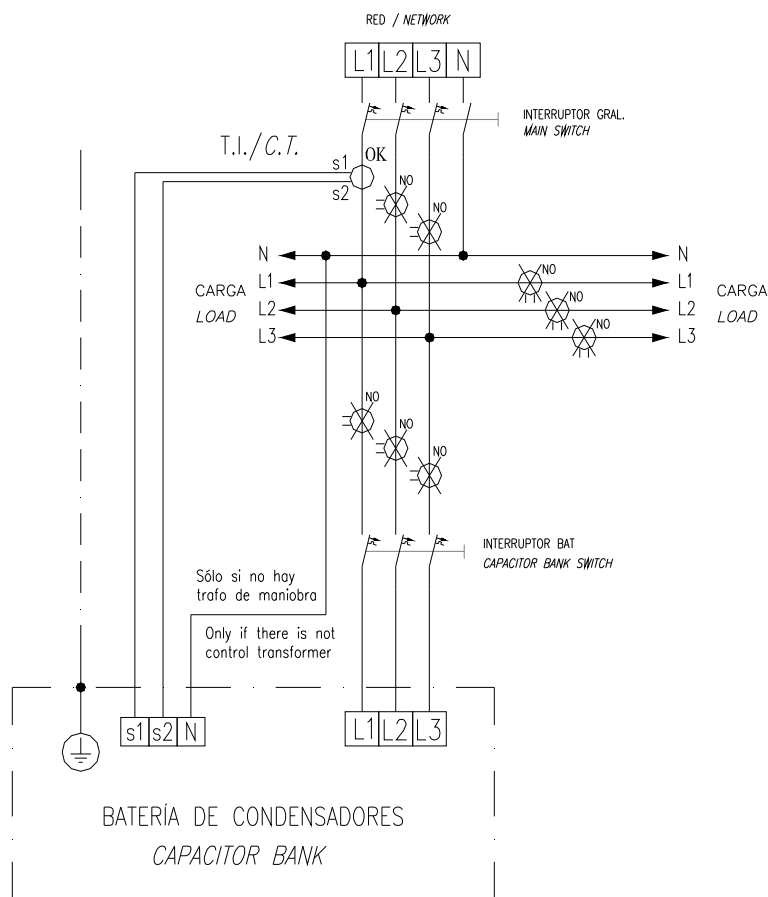 RED / NETWORK
L1 L2 L3 N
INTERRUPTOR GRAL.
MAIN SWITCH
T.I./C.T.
s1 OK
s2
NO
NO
N N
L1 NO L1
CARGA CARGA
L2 NO L2
LOAD LOAD
L3 NO L3
NO
NO
NO
INTERRUPTOR BAT
CAPACITOR BANK SWITCH
Sólo si no hay
trafo de maniobra
Only if there is not
control transformer
s1 s2 N L1 L2 L3
BATERÍA DE CONDENSADORES
CAPACITOR BANK